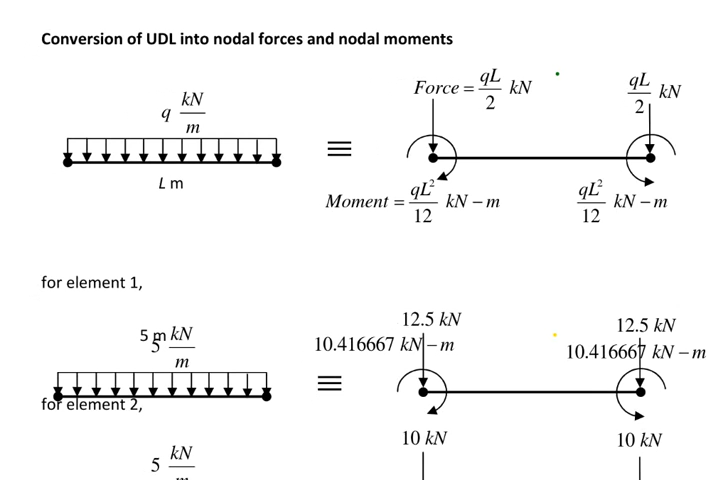 Conversion of UDL into nodal forces and nodal moments
q kN/m
L m
≡
Force = qL/2 kN
qL/2 kN
Moment = qL²/12 kN – m
qL²/12 kN – m
for element 1,
5 m
5 kN/m
≡
12.5 kN
10.416667 kN – m
12.5 kN
10.416667 kN – m
for element 2,
5 kN
10 kN
10 kN